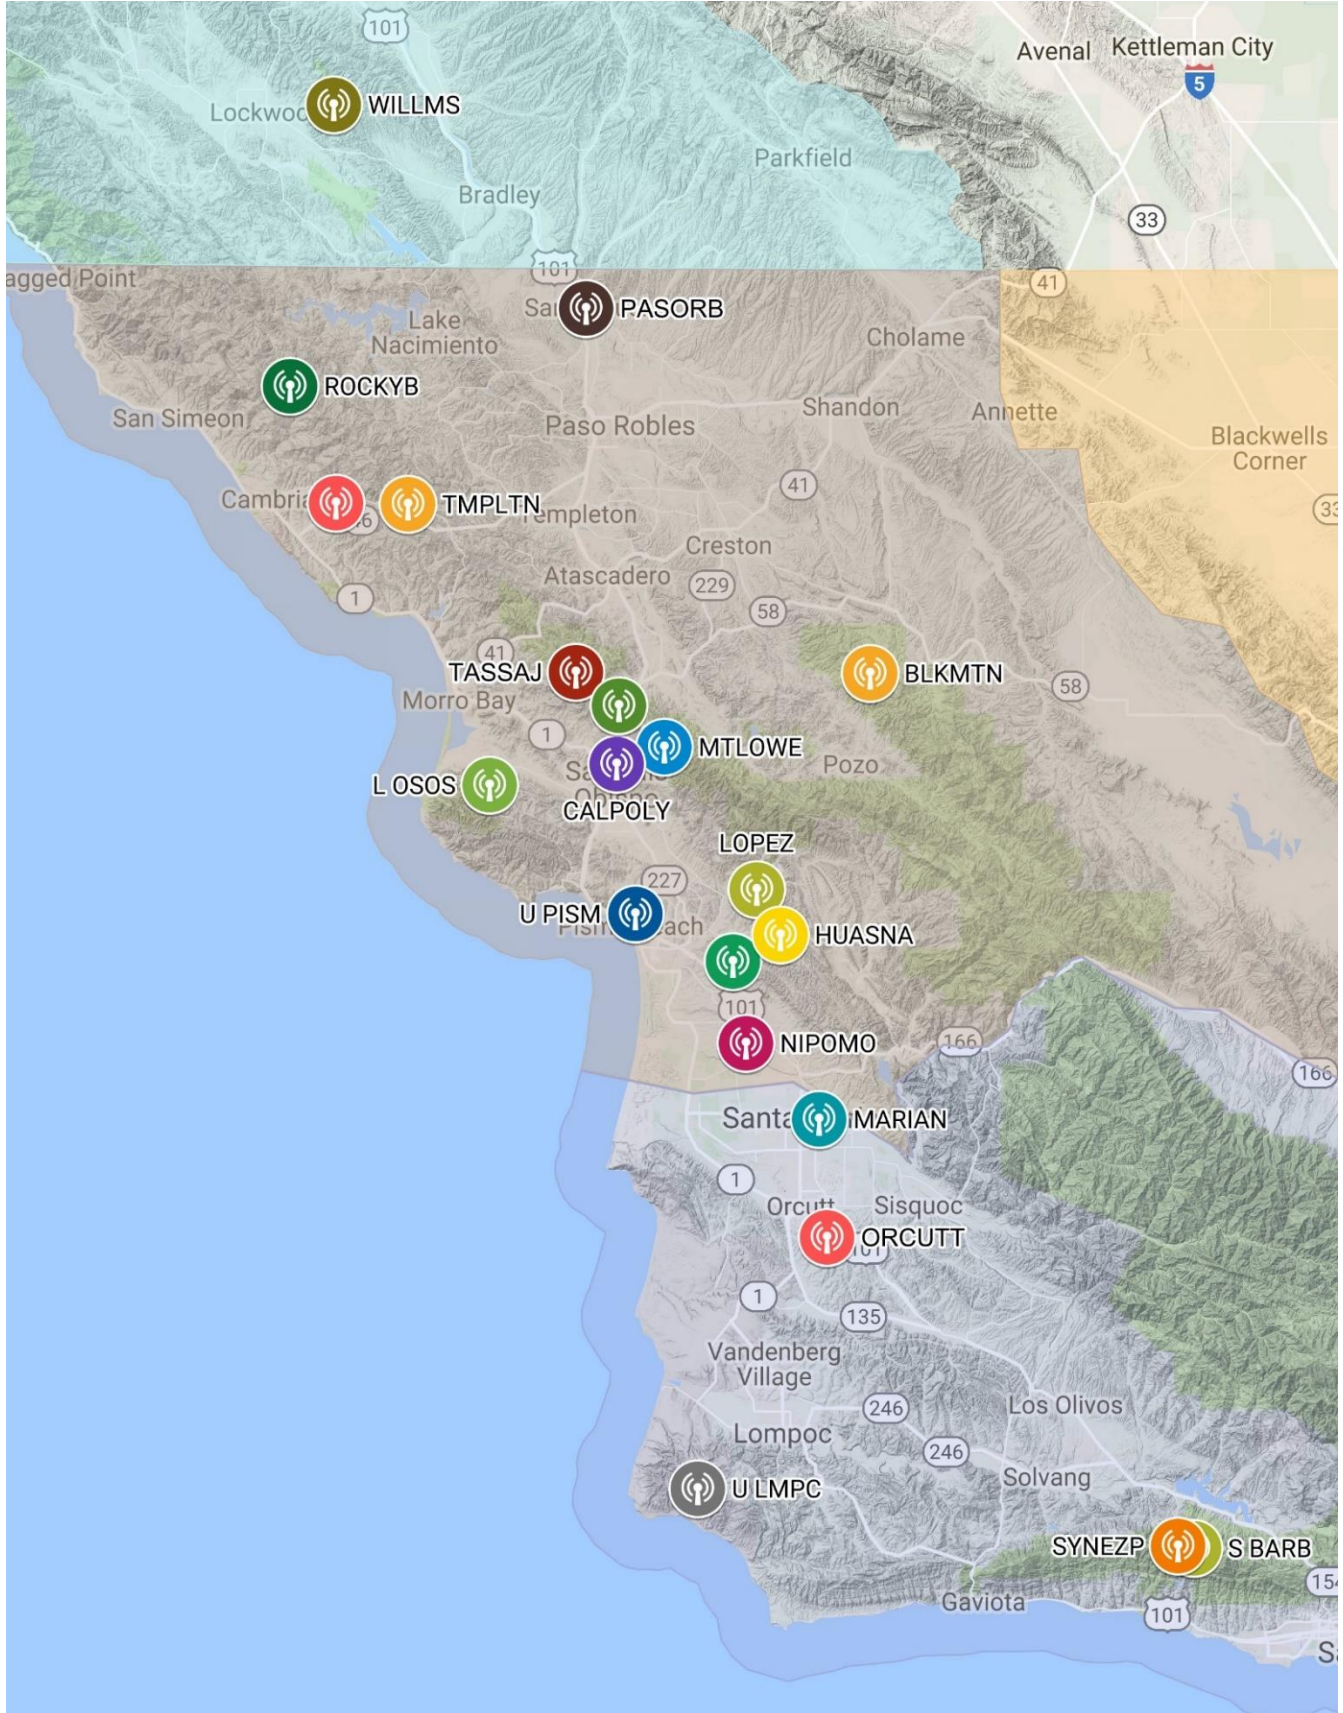 101
Avenal
Kettleman City
5
WILLMS
Parkfield
Bradley
33
101
41
PASORB
Lake
Nacimiento
Cholame
ROCKYB
San Simeon
Shandon
Annette
Paso Robles
Blackwells
Corner
41
TMPLTN
Templeton
Creston
Atascadero
229
1
58
41
TASSAJ
BLKMTN
58
Morro Bay
1
MTLOWE
Pozo
L OSOS
CALPOLY
LOPEZ
227
U PISM
HUASNA
101
NIPOMO
166
166
MARIAN
1
Orcutt
Sisquoc
ORCUTT
1
135
Vandenberg
Village
246
Los Olivos
Lompoc
246
Solvang
U LMPC
SYNEZP
S BARB
154
Gaviota
101